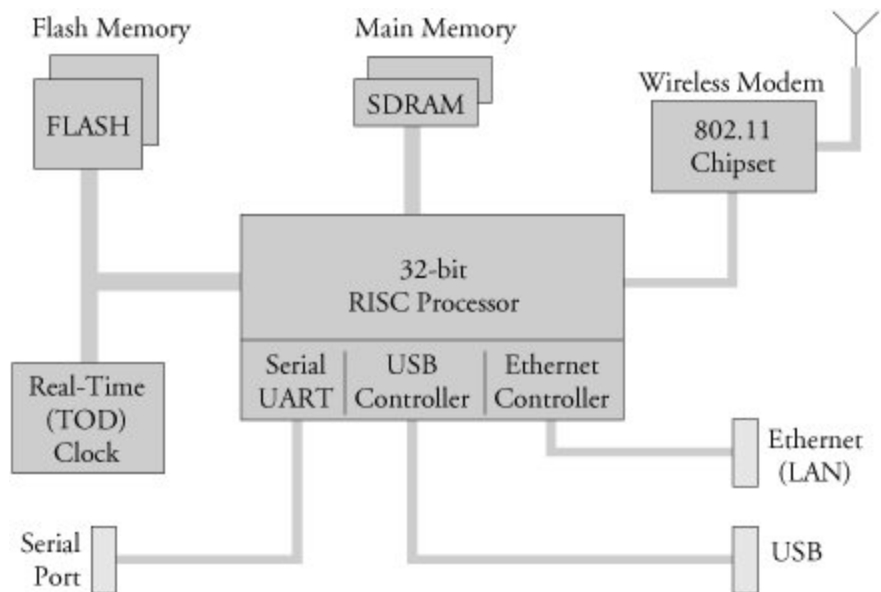 Flash Memory
FLASH
Main Memory
SDRAM
Wireless Modem
802.11
Chipset
32-bit
RISC Processor
Serial
UART
USB
Controller
Ethernet
Controller
Real-Time
(TOD)
Clock
Ethernet
(LAN)
Serial
Port
USB